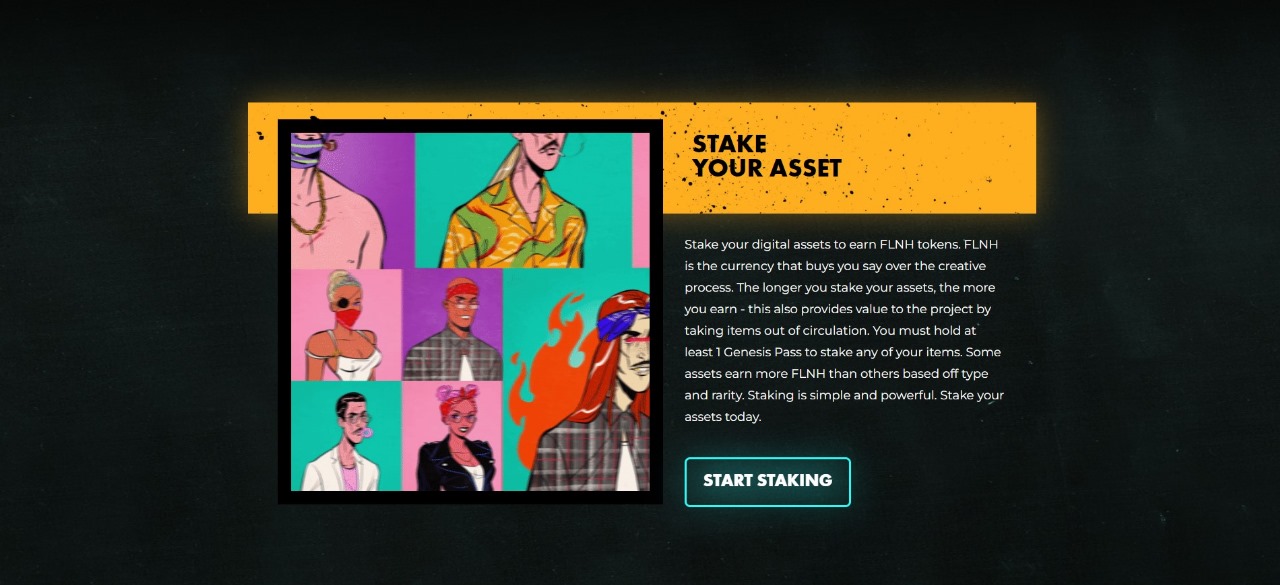 STAKE
YOUR ASSET
Stake your digital assets to earn FLNH tokens. FLNH
is the currency that buys you say over the creative
process. The longer you stake your assets, the more
you earn - this also provides value to the project by
taking items out of circulation. You must hold at
least 1 Genesis Pass to stake any of your items. Some
assets earn more FLNH than others based off type
and rarity. Staking is simple and powerful. Stake your
assets today.
START STAKING